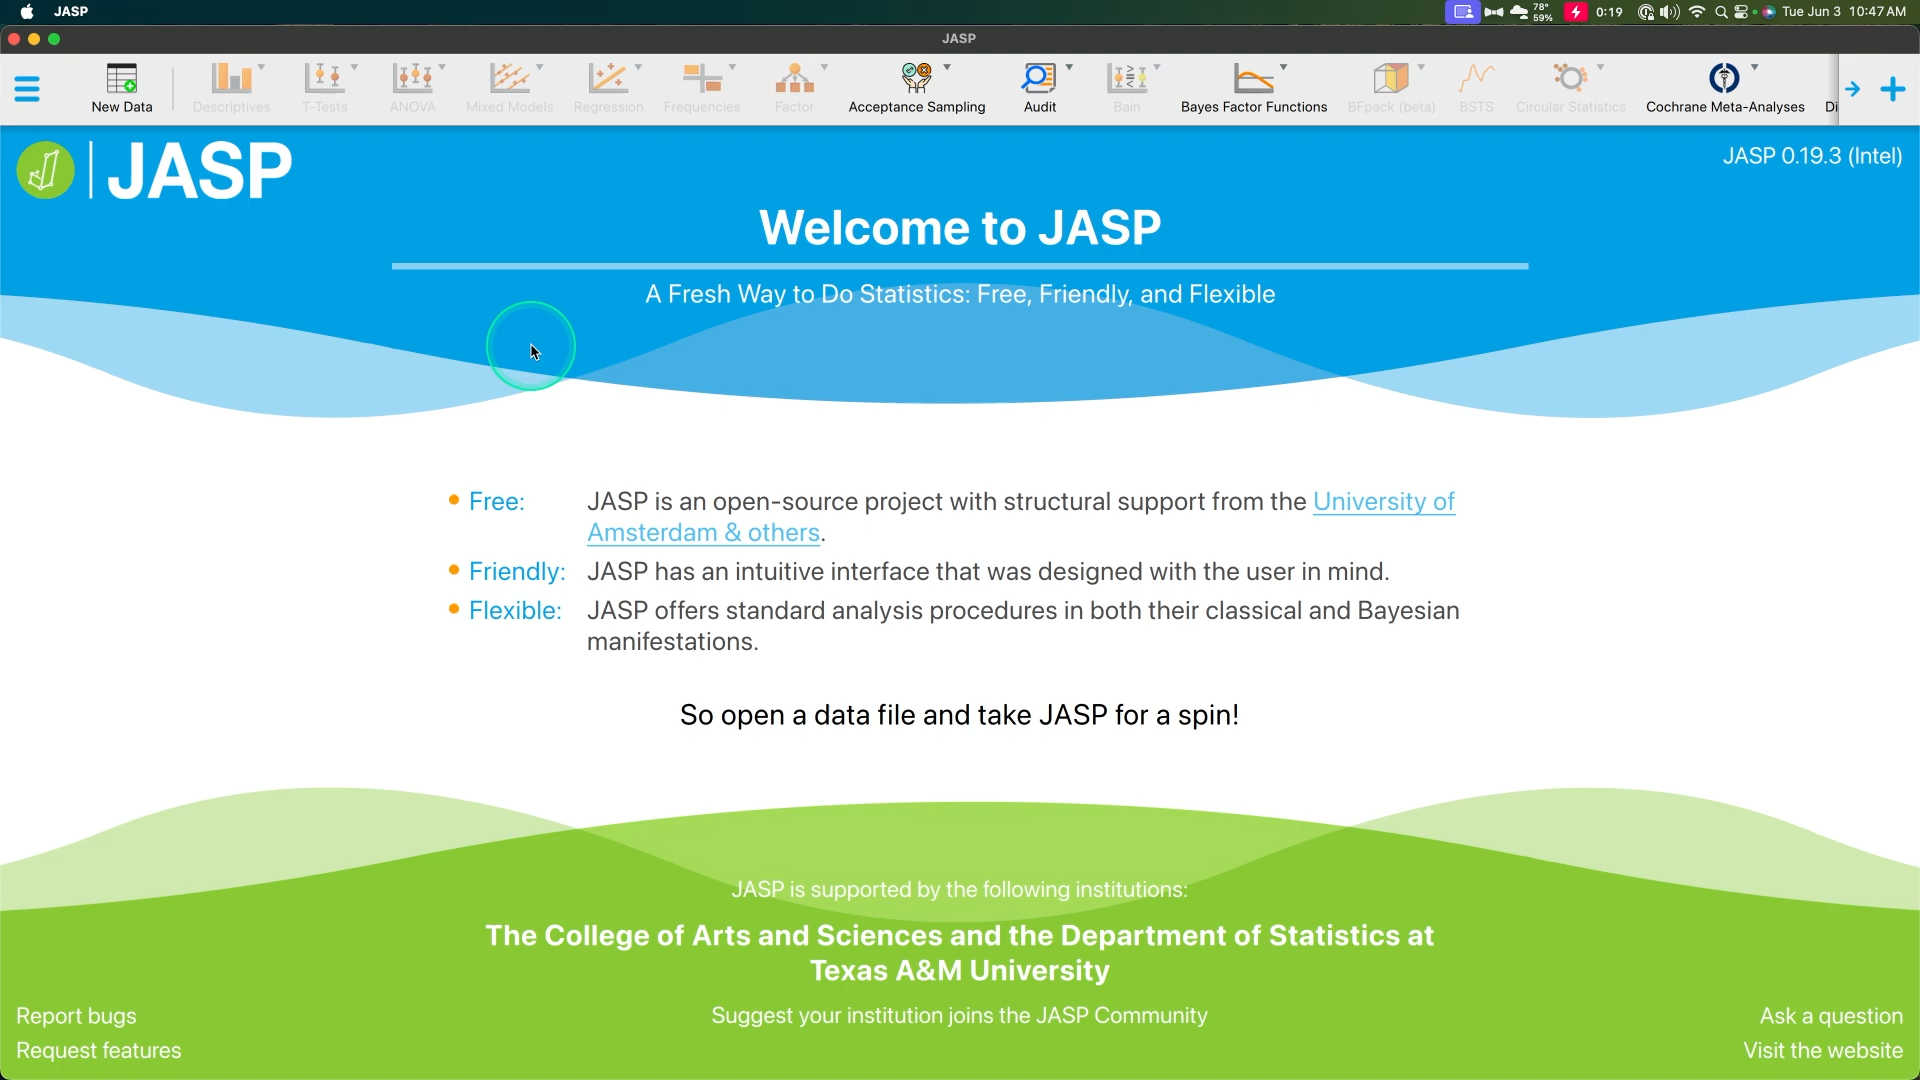 JASP
78°
59%
0:19
Tue Jun 3 10:47 AM
JASP
New Data
Descriptives
T-Tests
ANOVA
Mixed Models
Regression
Frequencies
Factor
Acceptance Sampling
Audit
Bain
Bayes Factor Functions
BFpack (beta)
BSTS
Circular Statistics
Cochrane Meta-Analyses
Di
JASP
JASP 0.19.3 (Intel)
Welcome to JASP
A Fresh Way to Do Statistics: Free, Friendly, and Flexible
• Free: JASP is an open-source project with structural support from the University of
Amsterdam & others.
• Friendly: JASP has an intuitive interface that was designed with the user in mind.
• Flexible: JASP offers standard analysis procedures in both their classical and Bayesian
manifestations.
So open a data file and take JASP for a spin!
JASP is supported by the following institutions:
The College of Arts and Sciences and the Department of Statistics at
Texas A&M University
Report bugs
Suggest your institution joins the JASP Community
Ask a question
Request features
Visit the website